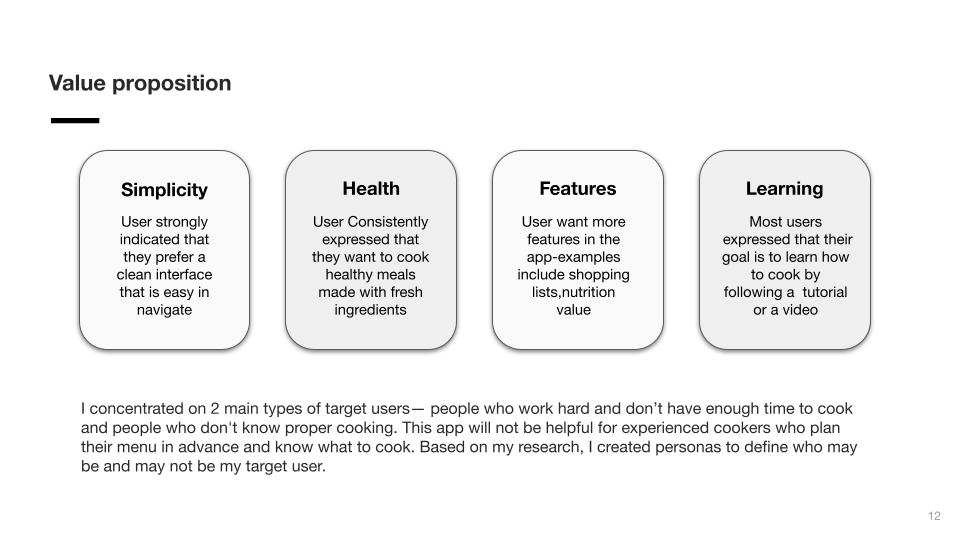 Value proposition
Simplicity
User strongly
indicated that
they prefer a
clean interface
that is easy in
navigate
Health
User Consistently
expressed that
they want to cook
healthy meals
made with fresh
ingredients
Features
User want more
features in the
app-examples
include shopping
lists,nutrition
value
Learning
Most users
expressed that their
goal is to learn how
to cook by
following a  tutorial
or a video
I concentrated on 2 main types of target users— people who work hard and don’t have enough time to cook
and people who don't know proper cooking. This app will not be helpful for experienced cookers who plan
their menu in advance and know what to cook. Based on my research, I created personas to define who may
be and may not be my target user.
12